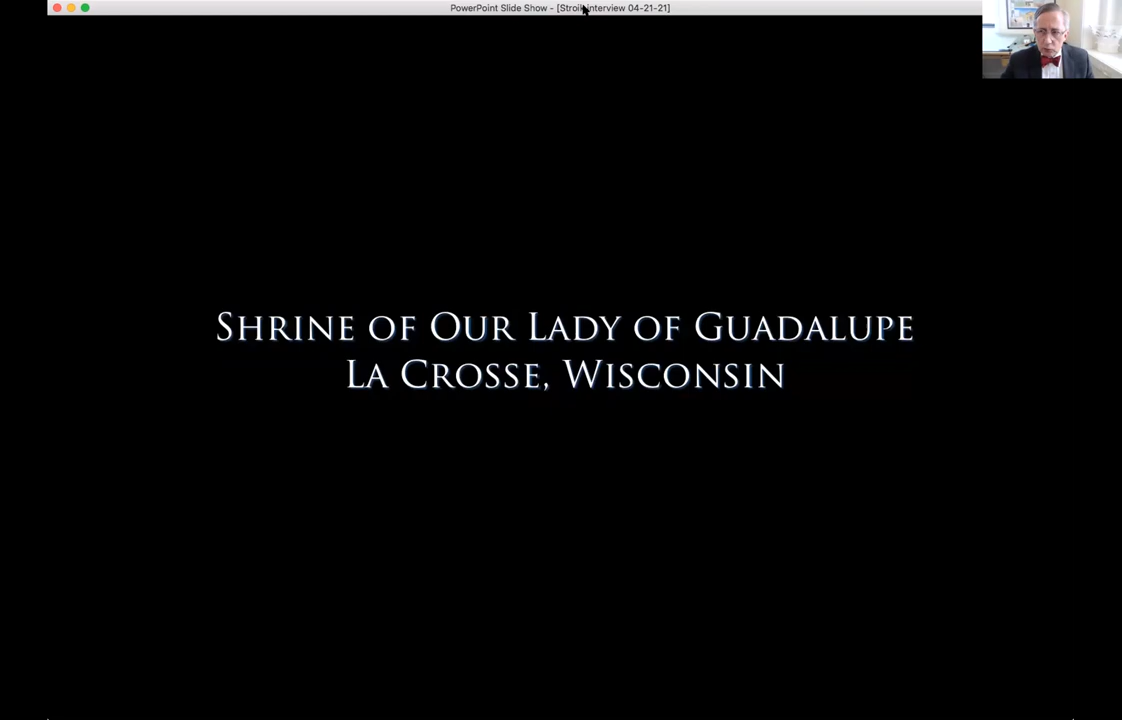 PowerPoint Slide Show - [Stroik Interview 04-21-21]
SHRINE OF OUR LADY OF GUADALUPE
LA CROSSE, WISCONSIN